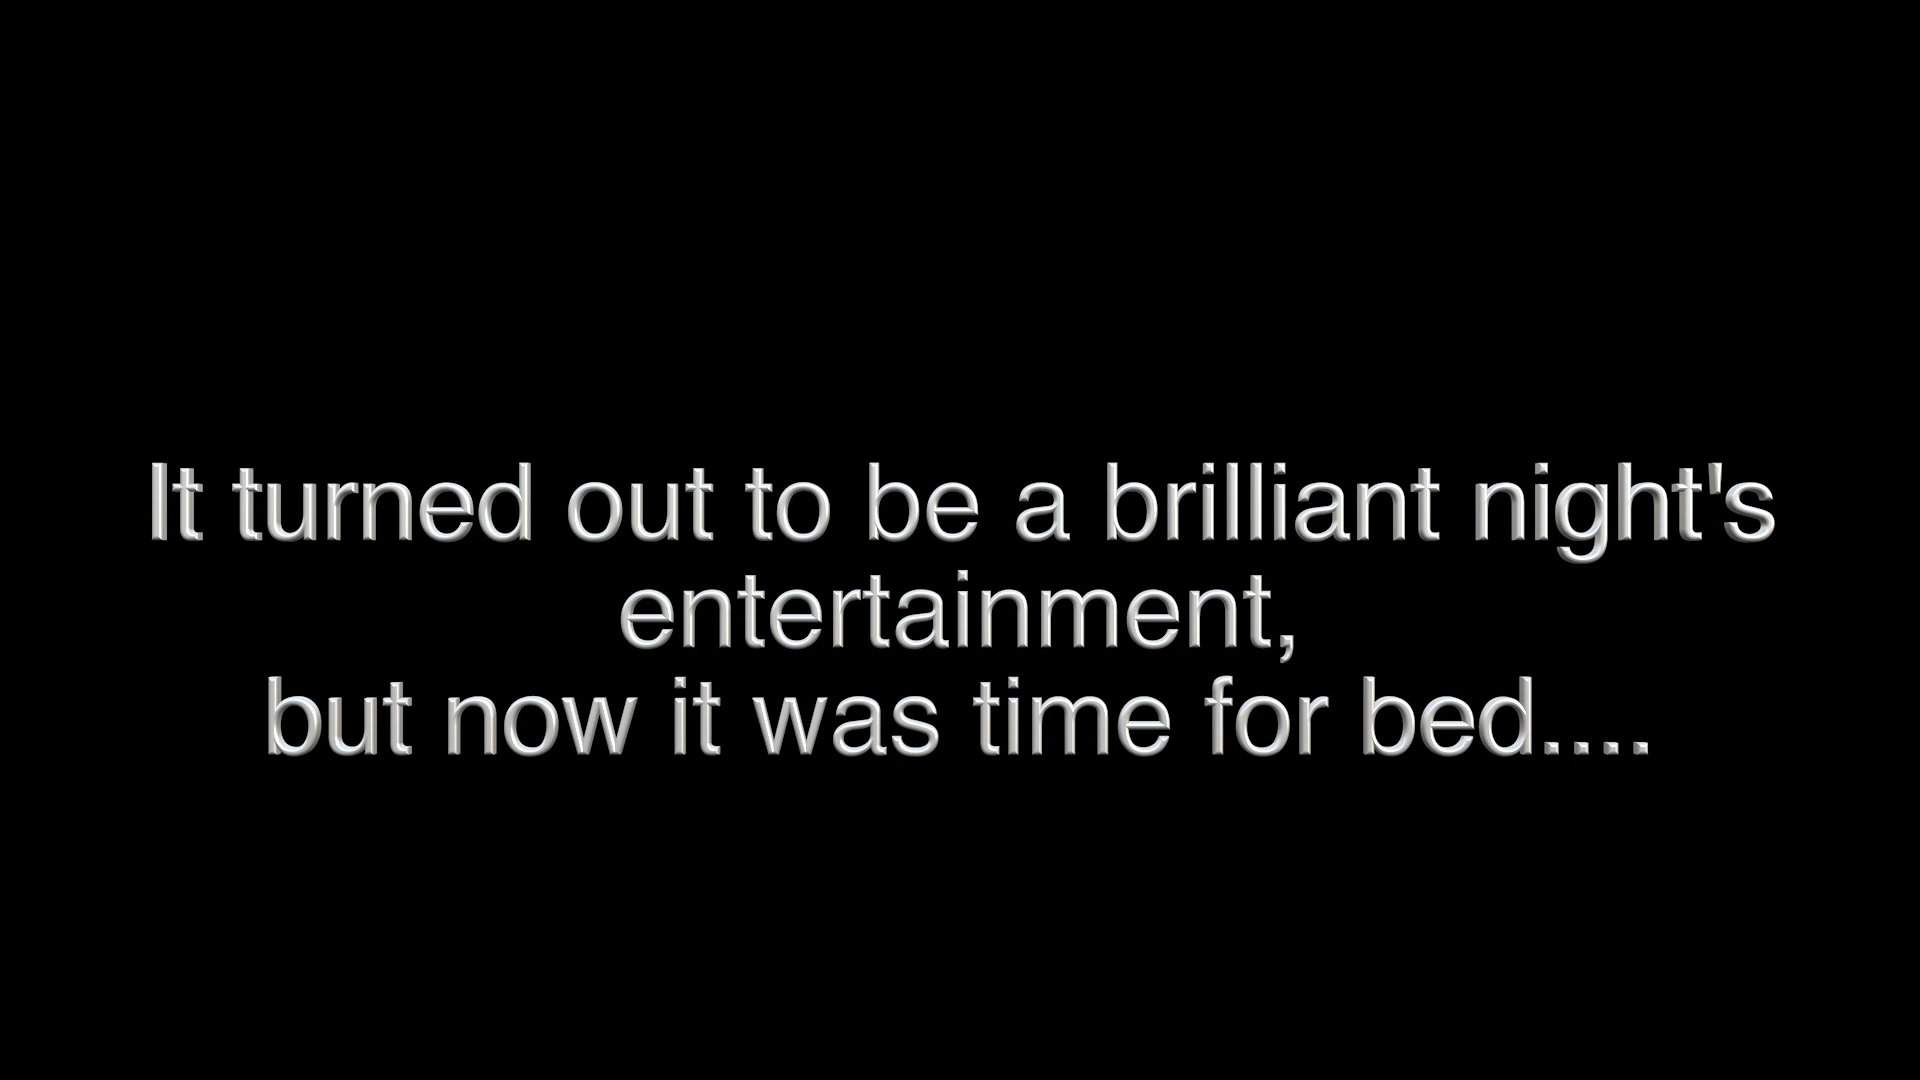 It turned out to be a brilliant night's
entertainment,
but now it was time for bed....